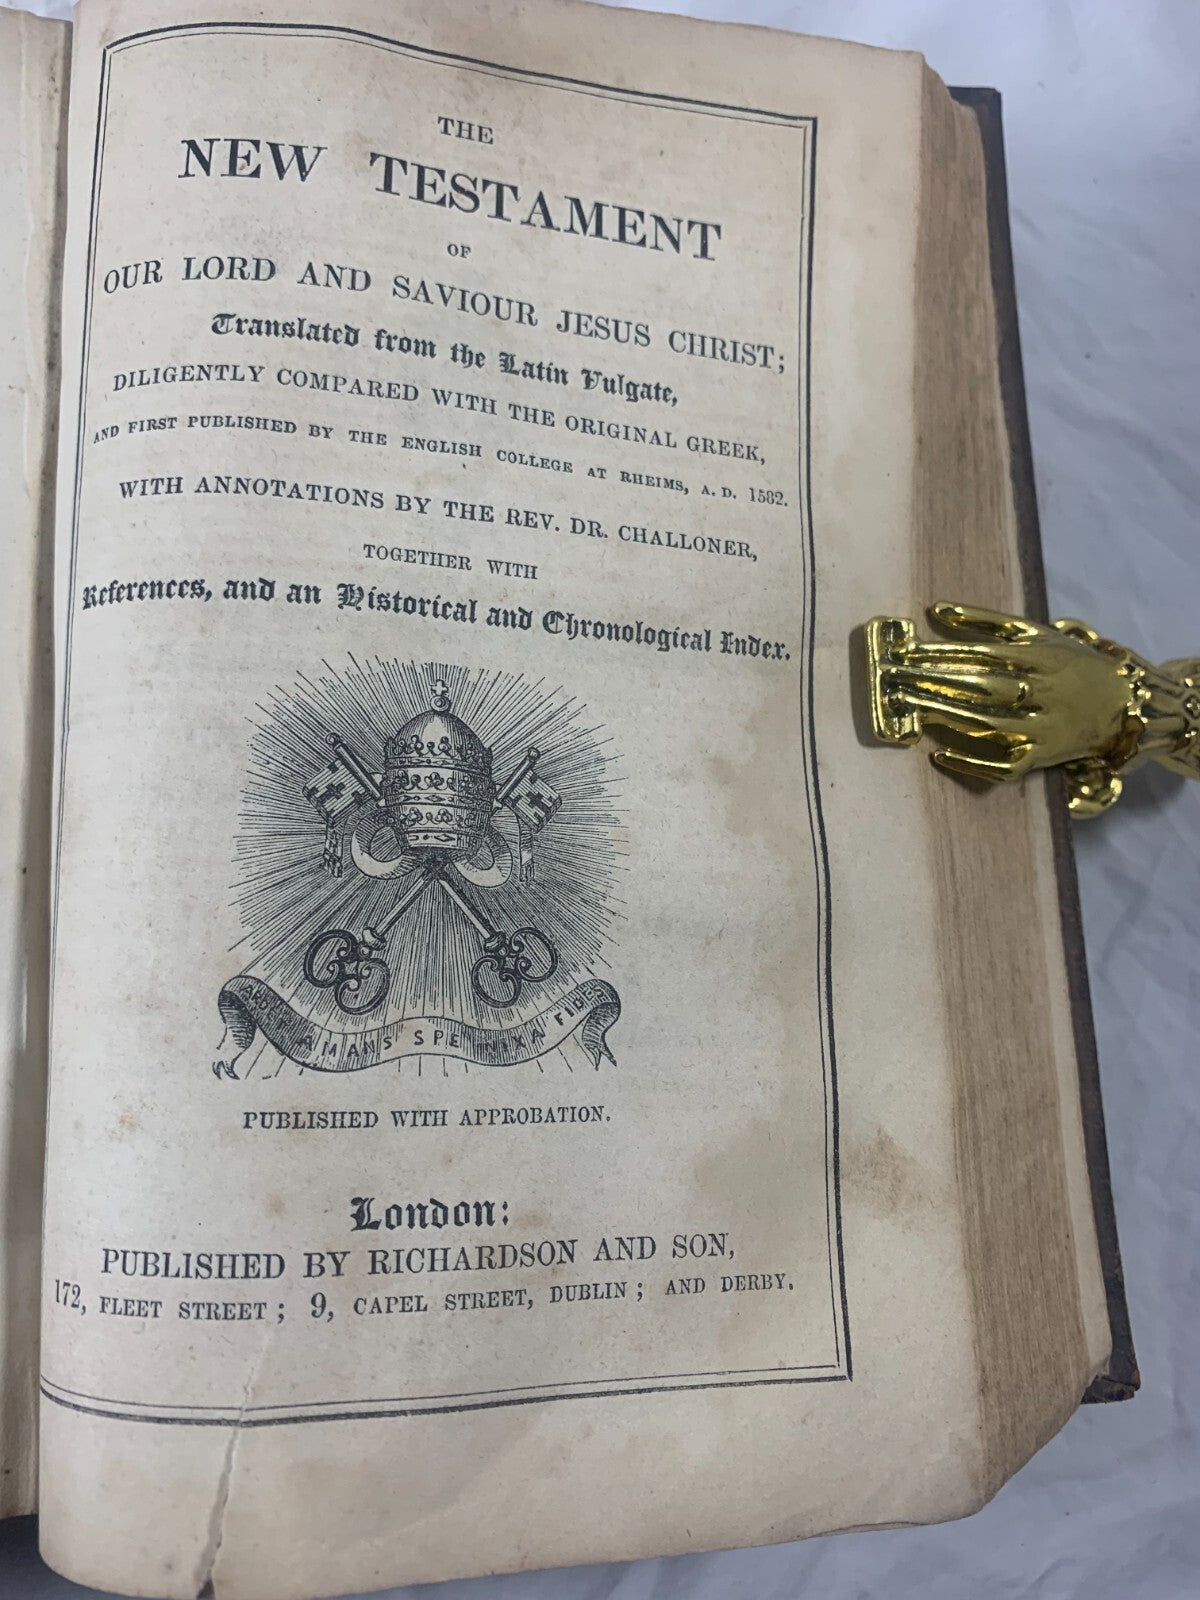 THE
NEW TESTAMENT
OF
OUR LORD AND SAVIOUR JESUS CHRIST;
Translated from the Latin Vulgate,
DILIGENTLY COMPARED WITH THE ORIGINAL GREEK,
AND FIRST PUBLISHED BY THE ENGLISH COLLEGE AT RHEIMS, A. D. 1582.
WITH ANNOTATIONS BY THE REV. DR. CHALLONER,
TOGETHER WITH
References, and an Historical and Chronological Index.
ARDET AMANS SPE NIXA FIDES
PUBLISHED WITH APPROBATION.
London:
PUBLISHED BY RICHARDSON AND SON,
172, FLEET STREET; 9, CAPEL STREET, DUBLIN; AND DERBY.